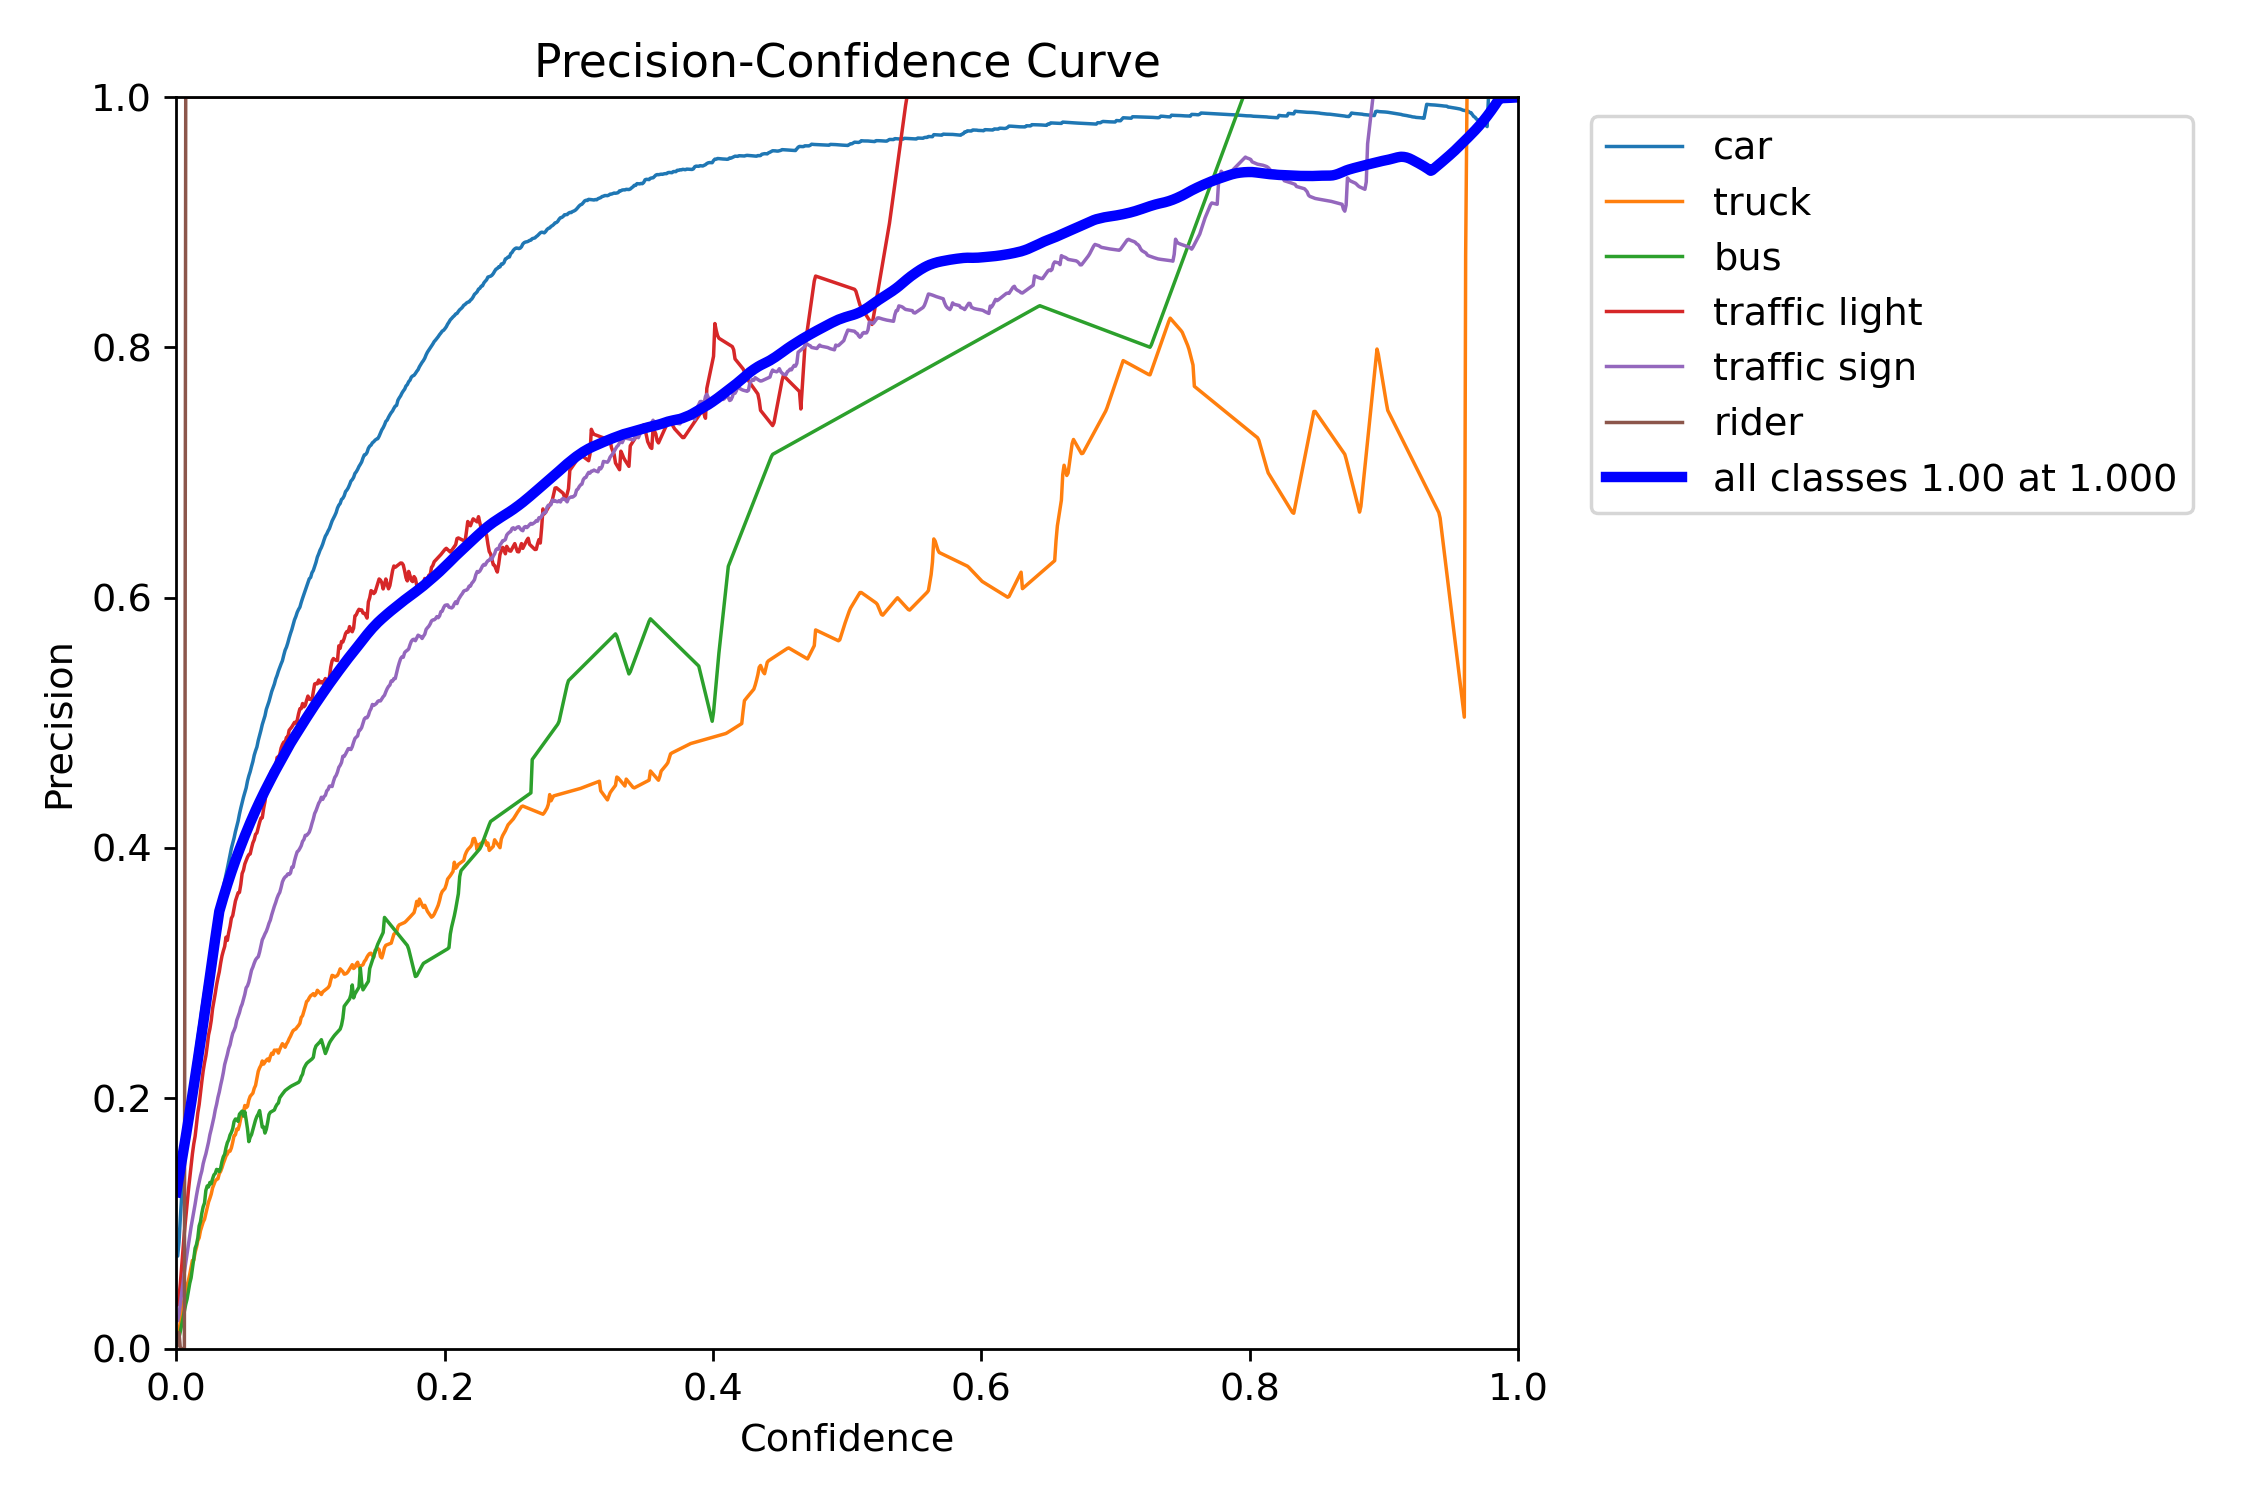 Precision-Confidence Curve
1.0
0.8
0.6
0.4
0.2
0.0
Precision
0.0 0.2 0.4 0.6 0.8 1.0
Confidence
car
truck
bus
traffic light
traffic sign
rider
all classes 1.00 at 1.000